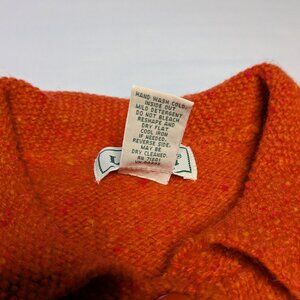 HAND WASH COLD,
INSIDE OUT
MILD DETERGENT
DO NOT BLEACH
RESHAPE AND
DRY FLAT
COOL IRON
IF NEEDED.
REVERSE SIDE.
MAY BE
DRY CLEANED.